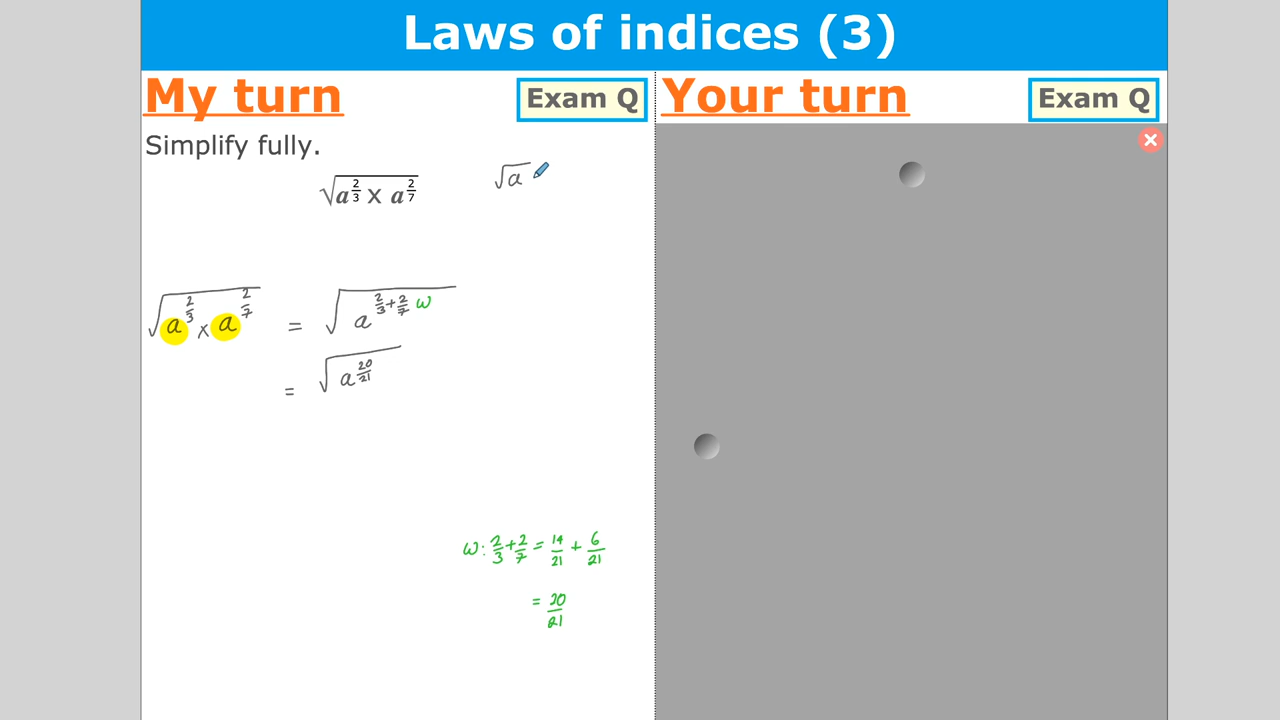 Laws of indices (3)
My turn
Exam Q
Simplify fully.
√(a^(2/3) x a^(2/7))
√a
√(a^(2/3) × a^(2/7)) = √(a^(2/3+2/7)) ω
= √(a^(20/21))
ω: 2/3 + 2/7 = 14/21 + 6/21
= 20/21
Your turn
Exam Q